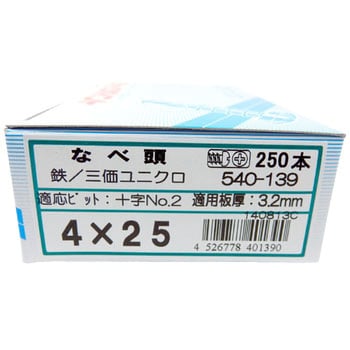 なべ頭 250本
鉄/三価ユニクロ 540-139
適応ビット:十字No.2 適用板厚:3.2mm
140813C
4×25
4 526778 401390